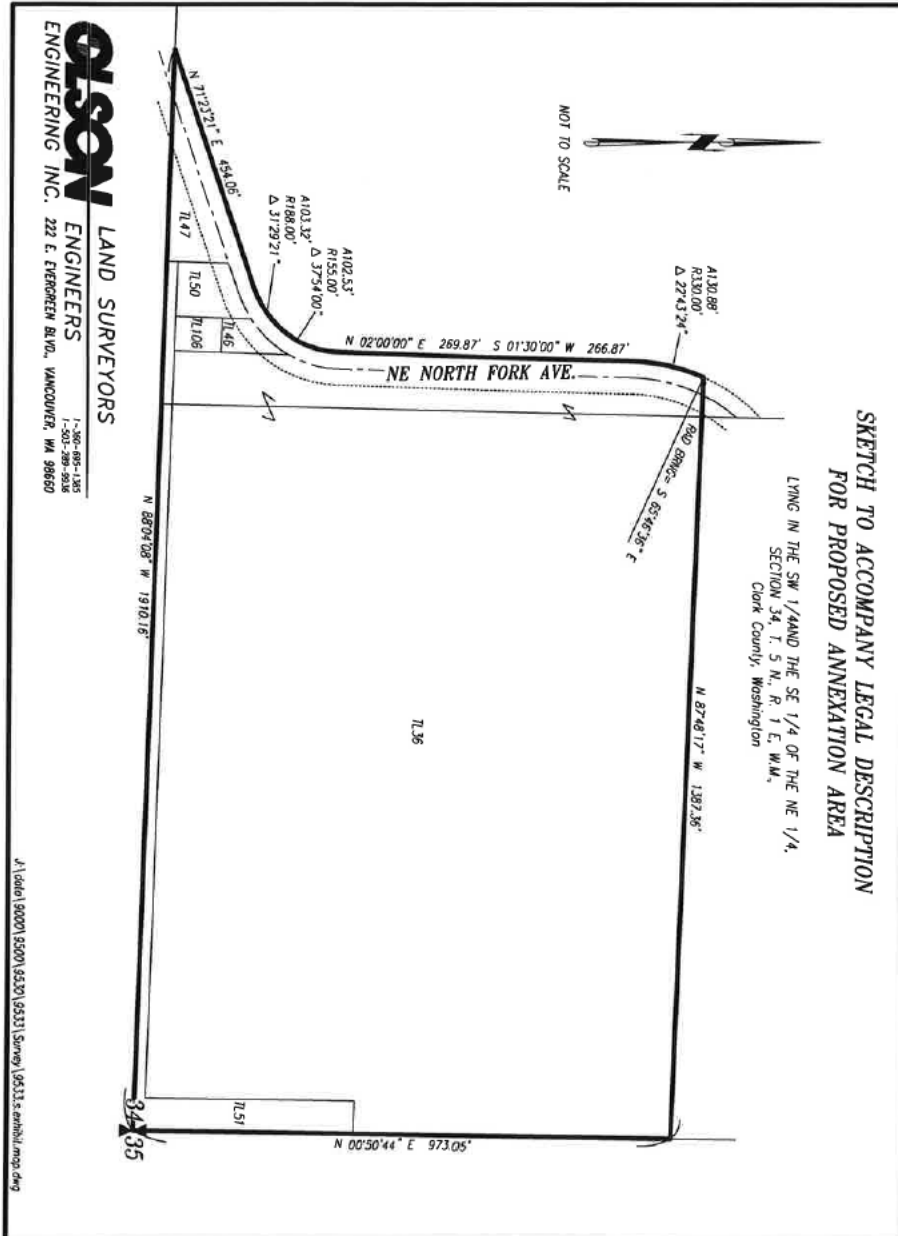 SKETCH TO ACCOMPANY LEGAL DESCRIPTION
FOR PROPOSED ANNEXATION AREA
LYING IN THE SW 1/4AND THE SE 1/4 OF THE NE 1/4,
SECTION 34, T. 5 N., R. 1 E., W.M.,
Clark County, Washington
NOT TO SCALE
A130.88'
R330.00'
Δ 22°43'24"
RAD BRNG= S 65°46'36" E
N 87°48'17" W 1387.36'
N 02°00'00" E 269.87' S 01°30'00" W 266.87'
NE NORTH FORK AVE.
A102.53'
R155.00'
Δ 37°54'00"
A103.32'
R188.00'
Δ 31°29'21"
N 71°23'21" E 454.06'
TL47
TL50
TL46
TL106
TL36
TL51
N 00°50'44" E 973.05'
N 88°04'08" W 1910.16'
34
35
OLSON
LAND SURVEYORS
ENGINEERS
1-360-695-1385
1-503-289-9936
ENGINEERING INC. 222 E. EVERGREEN BLVD., VANCOUVER, WA 98660
J:\data\9000\9500\9530\9533\Survey\9533.s.exhibit.map.dwg